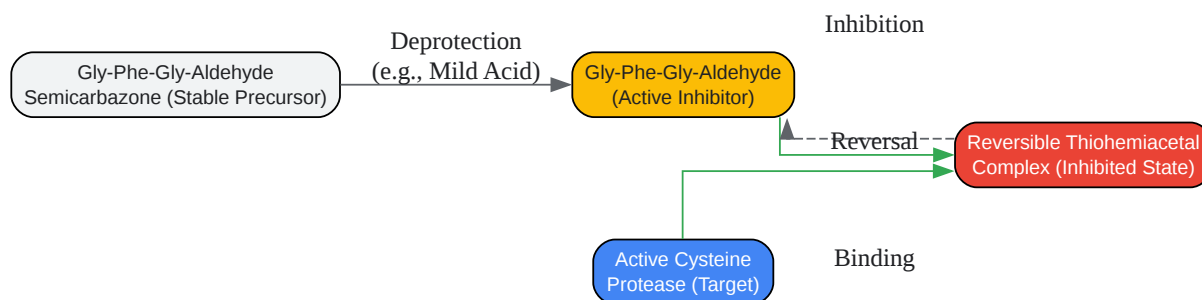 Inhibition
Deprotection
(e.g., Mild Acid)
Gly-Phe-Gly-Aldehyde
Semicarbazone (Stable Precursor)
Gly-Phe-Gly-Aldehyde
(Active Inhibitor)
Reversal
Reversible Thiohemiacetal
Complex (Inhibited State)
Active Cysteine
Protease (Target)
Binding